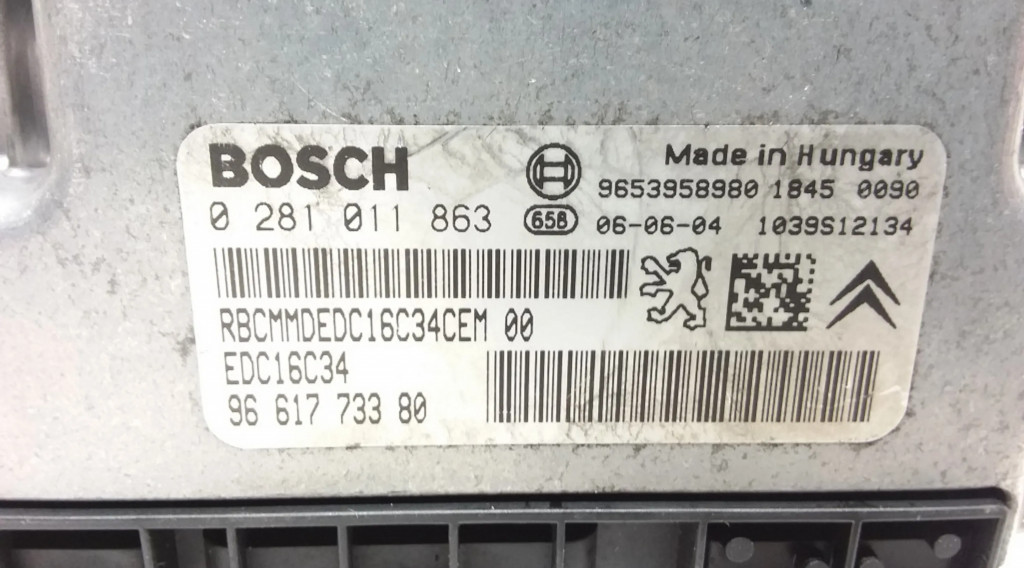 BOSCH
Made in Hungary
9653958980 1845 0090
0 281 011 863
658
06-06-04 1039S12134
RBCMMDEDC16C34CEM 00
EDC16C34
96 617 733 80